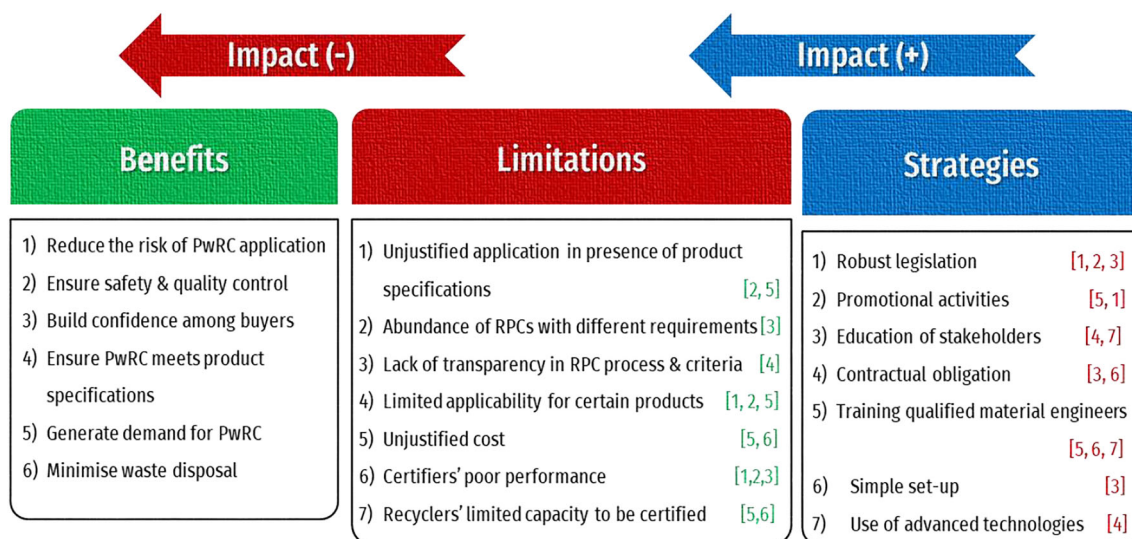 Impact (-)
Impact (+)
Benefits
1) Reduce the risk of PwRC application
2) Ensure safety & quality control
3) Build confidence among buyers
4) Ensure PwRC meets product
specifications
5) Generate demand for PwRC
6) Minimise waste disposal
Limitations
1) Unjustified application in presence of product
specifications [2, 5]
2) Abundance of RPCs with different requirements [3]
3) Lack of transparency in RPC process & criteria [4]
4) Limited applicability for certain products [1, 2, 5]
5) Unjustified cost [5, 6]
6) Certifiers' poor performance [1,2,3]
7) Recyclers' limited capacity to be certified [5,6]
Strategies
1) Robust legislation [1, 2, 3]
2) Promotional activities [5, 1]
3) Education of stakeholders [4, 7]
4) Contractual obligation [3, 6]
5) Training qualified material engineers
[5, 6, 7]
6) Simple set-up [3]
7) Use of advanced technologies [4]